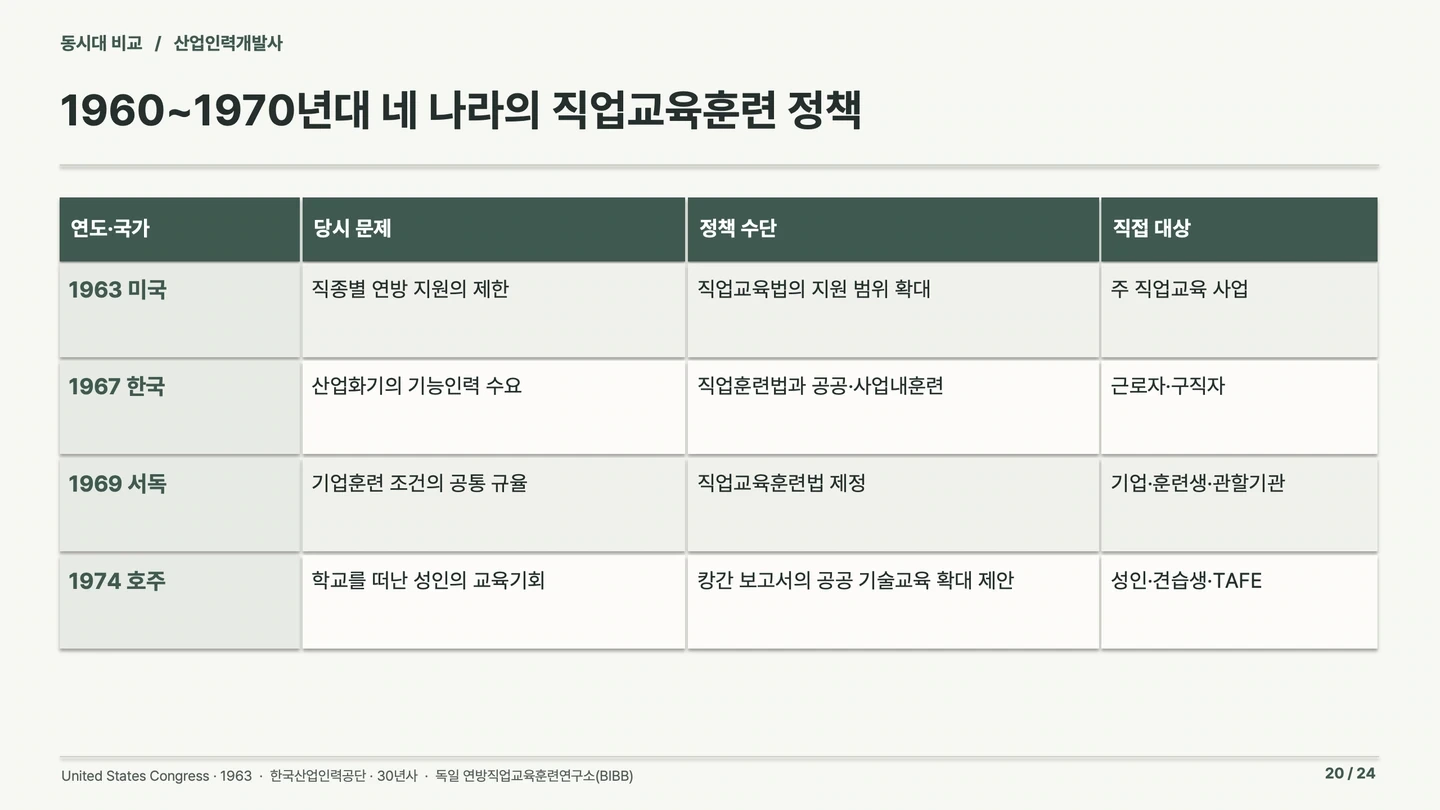 동시대 비교 / 산업인력개발사
1960~1970년대 네 나라의 직업교육훈련 정책
연도·국가 당시 문제 정책 수단 직접 대상
1963 미국 직종별 연방 지원의 제한 직업교육법의 지원 범위 확대 주 직업교육 사업
1967 한국 산업화기의 기능인력 수요 직업훈련법과 공공·사업내훈련 근로자·구직자
1969 서독 기업훈련 조건의 공통 규율 직업교육훈련법 제정 기업·훈련생·관할기관
1974 호주 학교를 떠난 성인의 교육기회 캉간 보고서의 공공 기술교육 확대 제안 성인·견습생·TAFE
United States Congress · 1963 · 한국산업인력공단 · 30년사 · 독일 연방직업교육훈련연구소(BIBB)
20 / 24